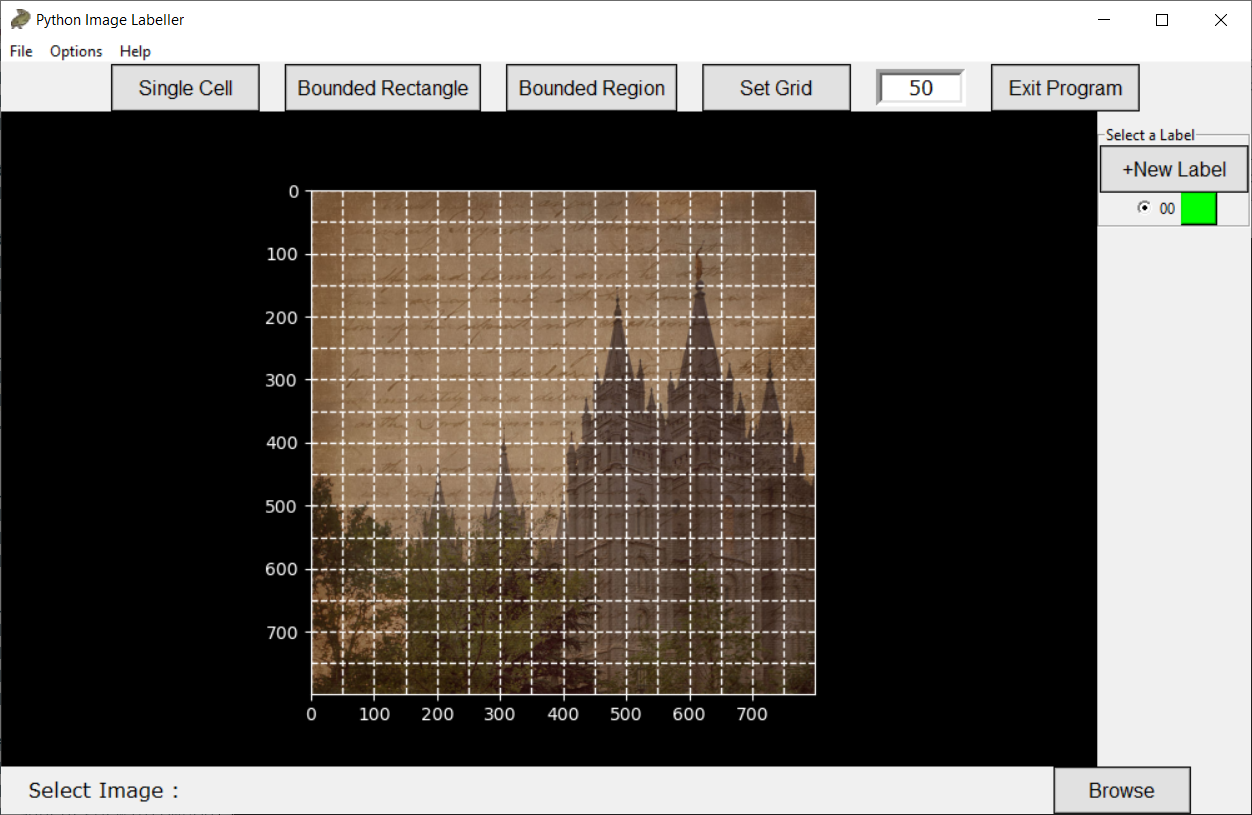 Python Image Labeller
File Options Help
Single Cell Bounded Rectangle Bounded Region Set Grid 50 Exit Program
Select a Label
+New Label
00
0
100
200
300
400
500
600
700
0 100 200 300 400 500 600 700
Select Image :
Browse